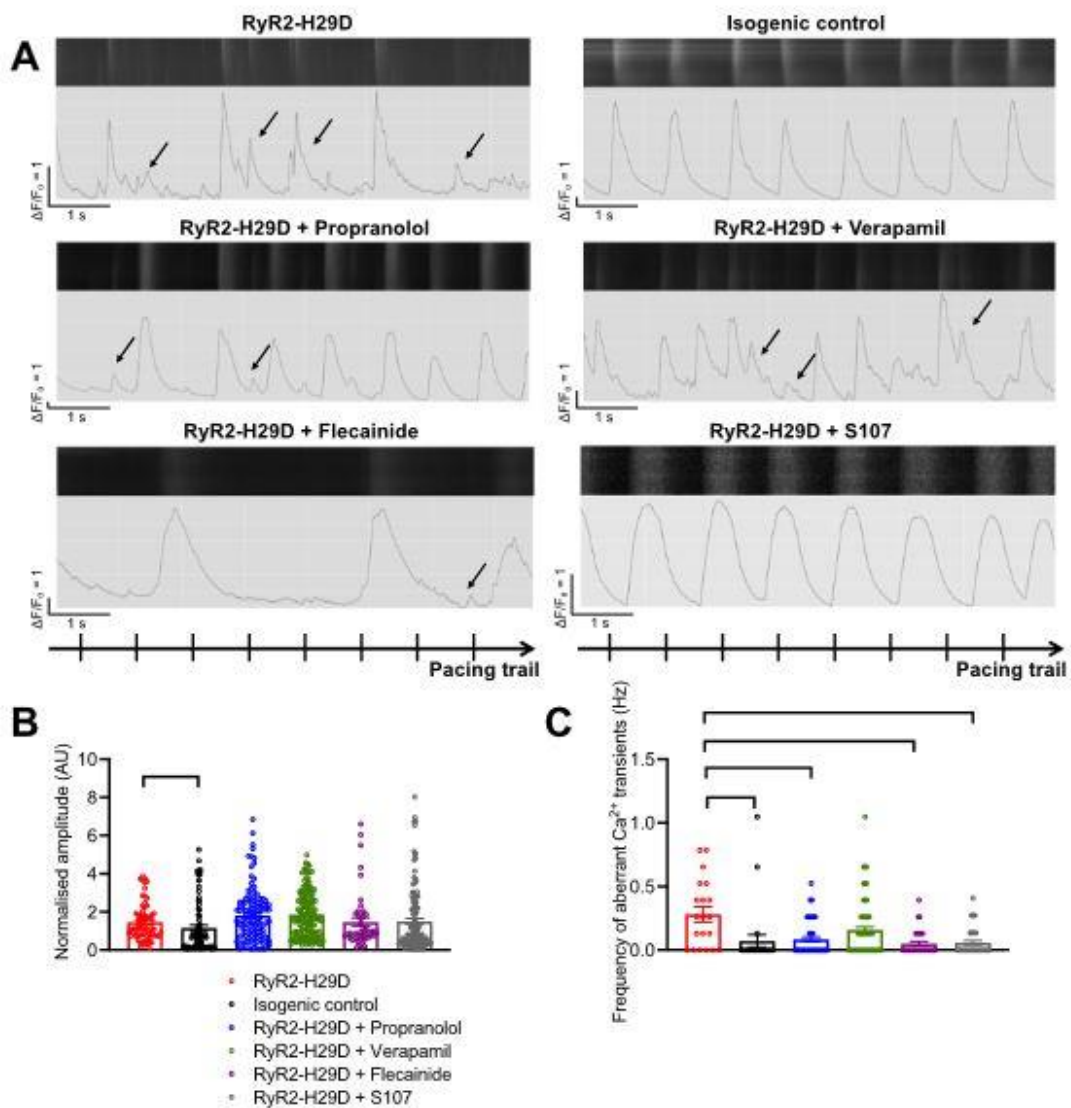 A
RyR2-H29D
ΔF/F₀ = 1
1 s
Isogenic control
ΔF/F₀ = 1
1 s
RyR2-H29D + Propranolol
ΔF/F₀ = 1
1 s
RyR2-H29D + Verapamil
ΔF/F₀ = 1
1 s
RyR2-H29D + Flecainide
ΔF/F₀ = 1
1 s
RyR2-H29D + S107
ΔF/F₀ = 1
1 s
Pacing trail
Pacing trail
B
Normalised amplitude (AU)
10
8
6
4
2
0
RyR2-H29D
Isogenic control
RyR2-H29D + Propranolol
RyR2-H29D + Verapamil
RyR2-H29D + Flecainide
RyR2-H29D + S107
C
Frequency of aberrant Ca²⁺ transients (Hz)
1.5
1.0
0.5
0.0